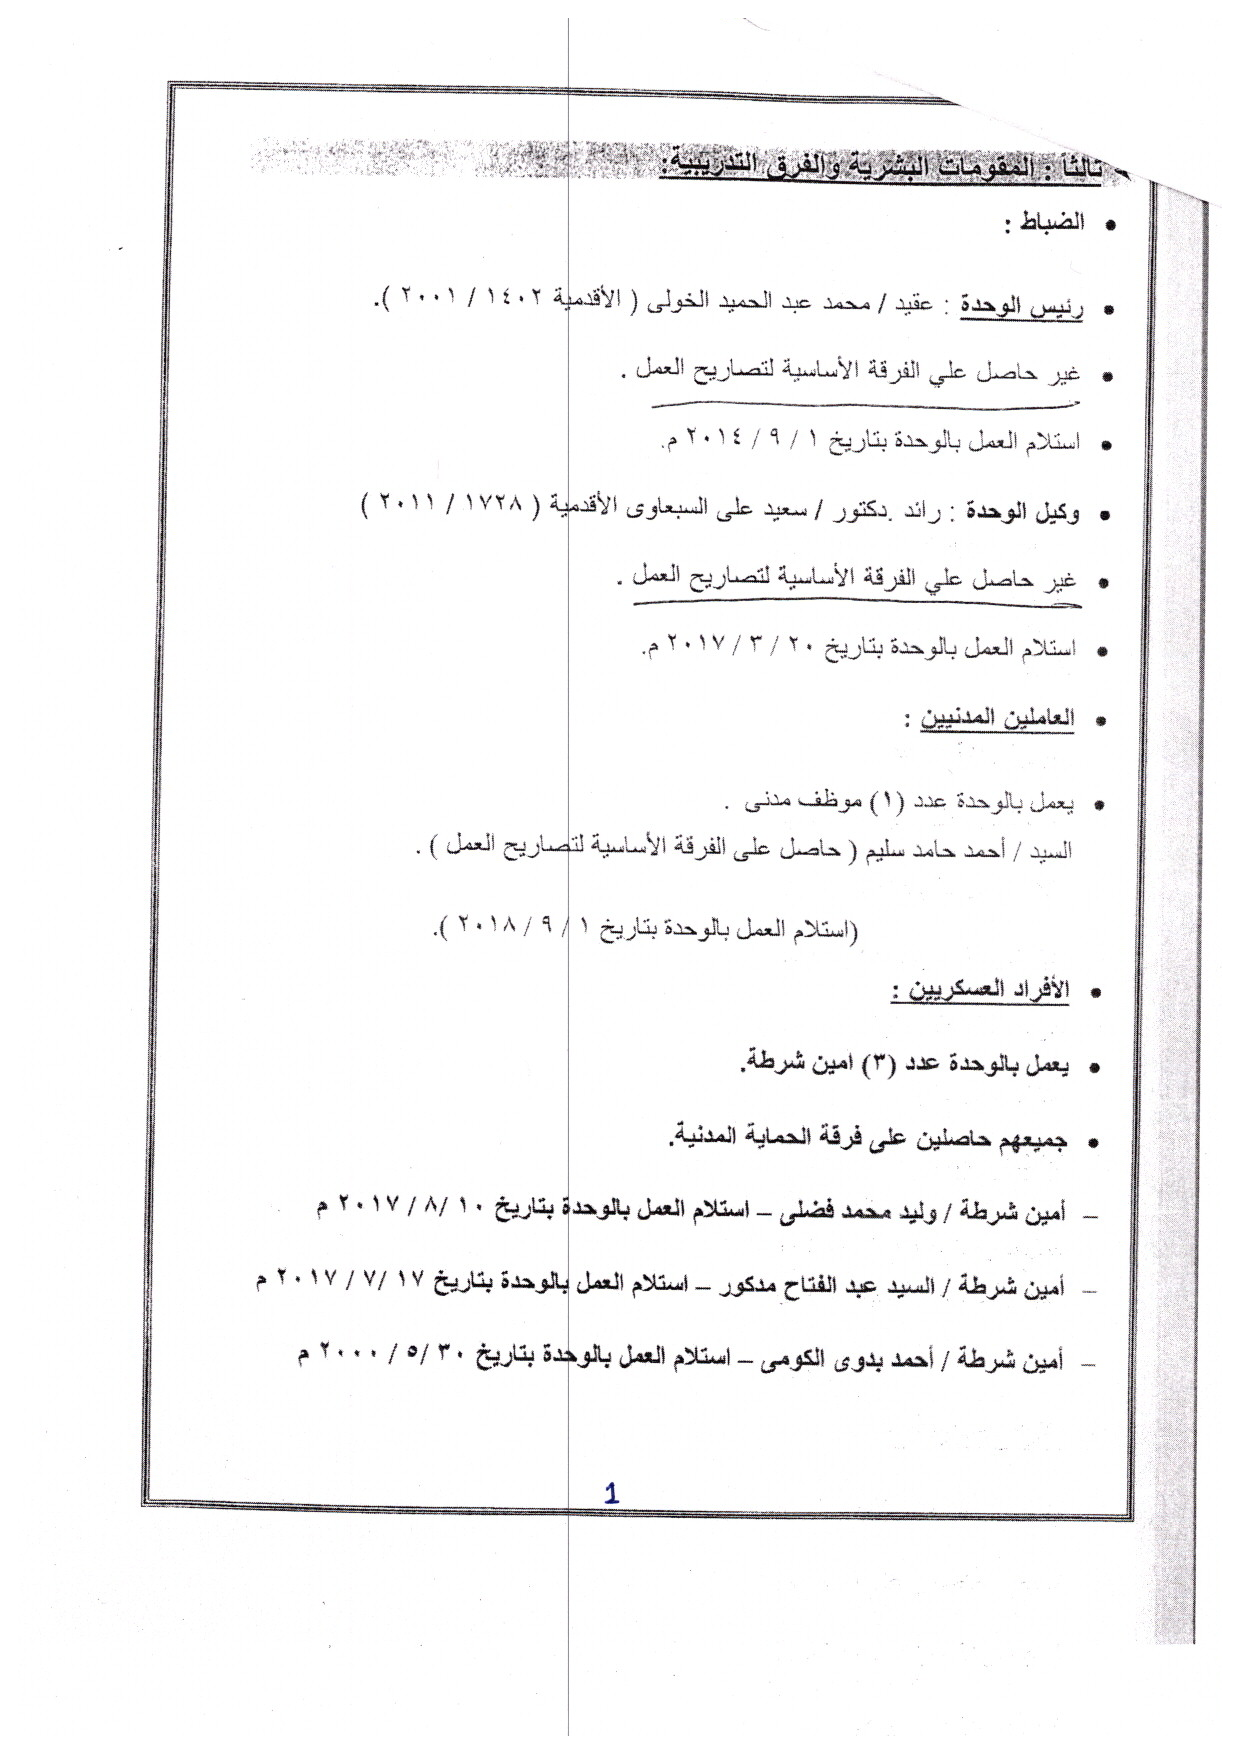 ثالثاً : المقومات البشرية والفرق التدريبية:
• الضباط :
• رئيس الوحدة : عقيد / محمد عبد الحميد الخولى ( الأقدمية ١٤٠٢ / ٢٠٠١ ).
• غير حاصل علي الفرقة الأساسية لتصاريح العمل .
• استلام العمل بالوحدة بتاريخ ١ / ٩ / ٢٠١٤ م.
• وكيل الوحدة : رائد .دكتور / سعيد على السبعاوى الأقدمية ( ١٧٢٨ / ٢٠١١ )
• غير حاصل علي الفرقة الأساسية لتصاريح العمل .
• استلام العمل بالوحدة بتاريخ ٢٠ / ٣ / ٢٠١٧ م.
• العاملين المدنيين :
• يعمل بالوحدة عدد (١) موظف مدنى .
السيد / أحمد حامد سليم ( حاصل على الفرقة الأساسية لتصاريح العمل ) .
(استلام العمل بالوحدة بتاريخ ١ / ٩ / ٢٠١٨ ).
• الأفراد العسكريين :
• يعمل بالوحدة عدد (٣) امين شرطة.
• جميعهم حاصلين على فرقة الحماية المدنية.
– أمين شرطة / وليد محمد فضلى – استلام العمل بالوحدة بتاريخ ١٠ /٨ / ٢٠١٧ م
– أمين شرطة / السيد عبد الفتاح مدكور – استلام العمل بالوحدة بتاريخ ١٧ /٧ / ٢٠١٧ م
– أمين شرطة / أحمد بدوى الكومى – استلام العمل بالوحدة بتاريخ ٣٠ /٥ / ٢٠٠٠ م
1